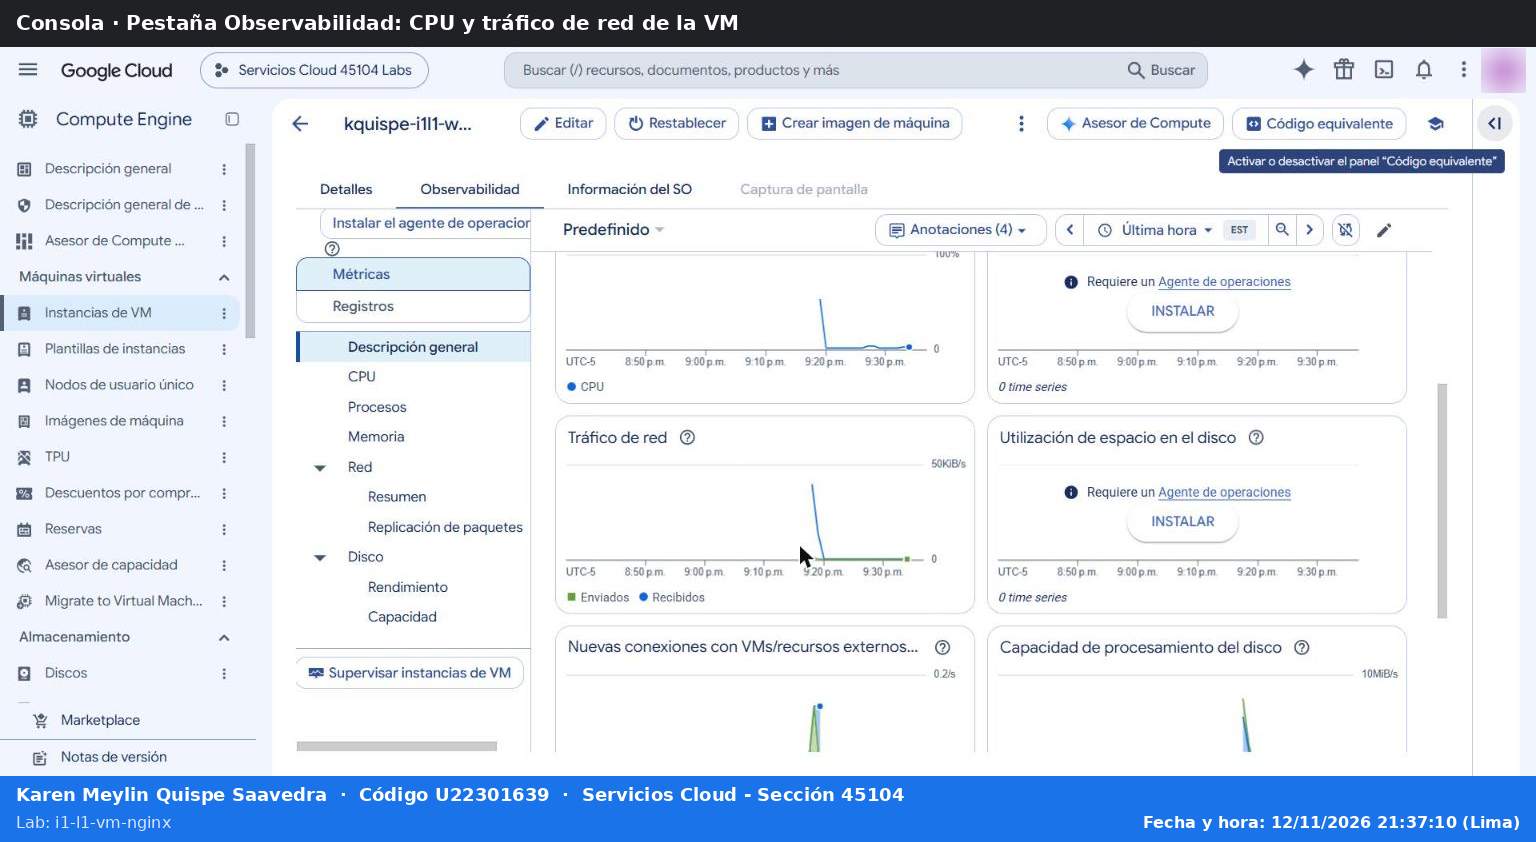 Consola · Pestaña Observabilidad: CPU y tráfico de red de la VM
Google Cloud
Servicios Cloud 45104 Labs
Buscar (/) recursos, documentos, productos y más
Buscar
Compute Engine
Descripción general
Descripción general de ...
Asesor de Compute ...
Máquinas virtuales
Instancias de VM
Plantillas de instancias
Nodos de usuario único
Imágenes de máquina
TPU
Descuentos por compr...
Reservas
Asesor de capacidad
Migrate to Virtual Mach...
Almacenamiento
Discos
Marketplace
Notas de versión
kquispe-i1l1-w...
Editar
Restablecer
Crear imagen de máquina
Asesor de Compute
Código equivalente
Activar o desactivar el panel “Código equivalente”
Detalles
Observabilidad
Información del SO
Captura de pantalla
Instalar el agente de operacion
Métricas
Registros
Descripción general
CPU
Procesos
Memoria
Red
Resumen
Replicación de paquetes
Disco
Rendimiento
Capacidad
Supervisar instancias de VM
Predefinido
Anotaciones (4)
Última hora
EST
100%
0
UTC-5 8:50 p.m. 9:00 p.m. 9:10 p.m. 9:20 p.m. 9:30 p.m.
CPU
Requiere un Agente de operaciones
INSTALAR
UTC-5 8:50 p.m. 9:00 p.m. 9:10 p.m. 9:20 p.m. 9:30 p.m.
0 time series
Tráfico de red
50KiB/s
0
UTC-5 8:50 p.m. 9:00 p.m. 9:10 p.m. 9:20 p.m. 9:30 p.m.
Enviados Recibidos
Utilización de espacio en el disco
Requiere un Agente de operaciones
INSTALAR
UTC-5 8:50 p.m. 9:00 p.m. 9:10 p.m. 9:20 p.m. 9:30 p.m.
0 time series
Nuevas conexiones con VMs/recursos externos...
0.2/s
Capacidad de procesamiento del disco
10MiB/s
Karen Meylin Quispe Saavedra · Código U22301639 · Servicios Cloud - Sección 45104
Lab: i1-l1-vm-nginx
Fecha y hora: 12/11/2026 21:37:10 (Lima)